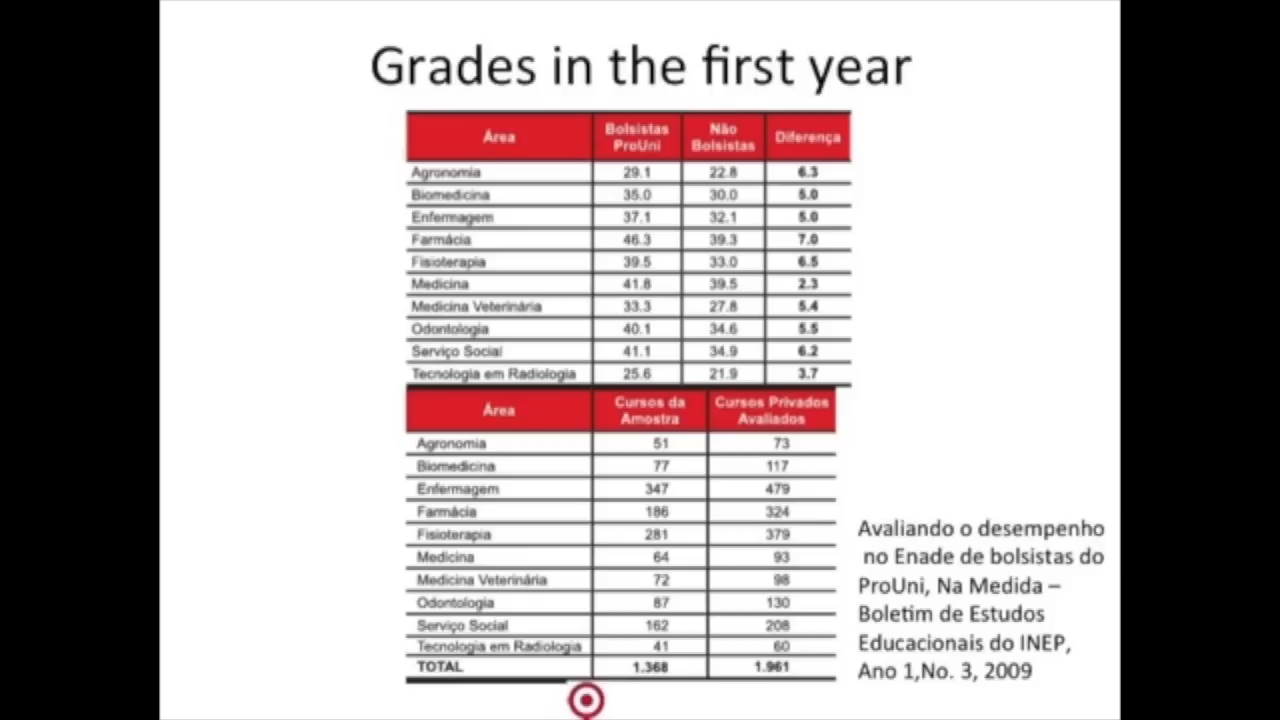 Grades in the first year
Área Bolsistas ProUni Não Bolsistas Diferença
Agronomia 29.1 22.8 6.3
Biomedicina 35.0 30.0 5.0
Enfermagem 37.1 32.1 5.0
Farmácia 46.3 39.3 7.0
Fisioterapia 39.5 33.0 6.5
Medicina 41.8 39.5 2.3
Medicina Veterinária 33.3 27.8 5.4
Odontologia 40.1 34.6 5.5
Serviço Social 41.1 34.9 6.2
Tecnologia em Radiologia 25.6 21.9 3.7
Área Cursos da Amostra Cursos Privados Avaliados
Agronomia 51 73
Biomedicina 77 117
Enfermagem 347 479
Farmácia 186 324
Fisioterapia 281 379
Medicina 64 93
Medicina Veterinária 72 98
Odontologia 87 130
Serviço Social 162 208
Tecnologia em Radiologia 41 60
TOTAL 1.368 1.961
Avaliando o desempenho
no Enade de bolsistas do
ProUni, Na Medida –
Boletim de Estudos
Educacionais do INEP,
Ano 1,No. 3, 2009